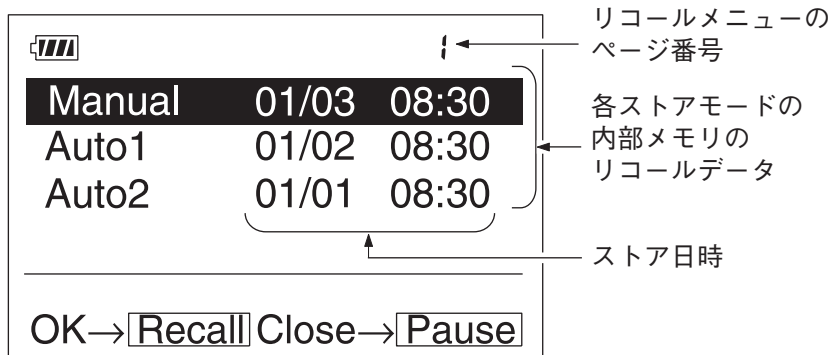 1
リコールメニューの
ページ番号
Manual 01/03 08:30
Auto1 01/02 08:30
Auto2 01/01 08:30
各ストアモードの
内部メモリの
リコールデータ
ストア日時
OK→Recall Close→Pause